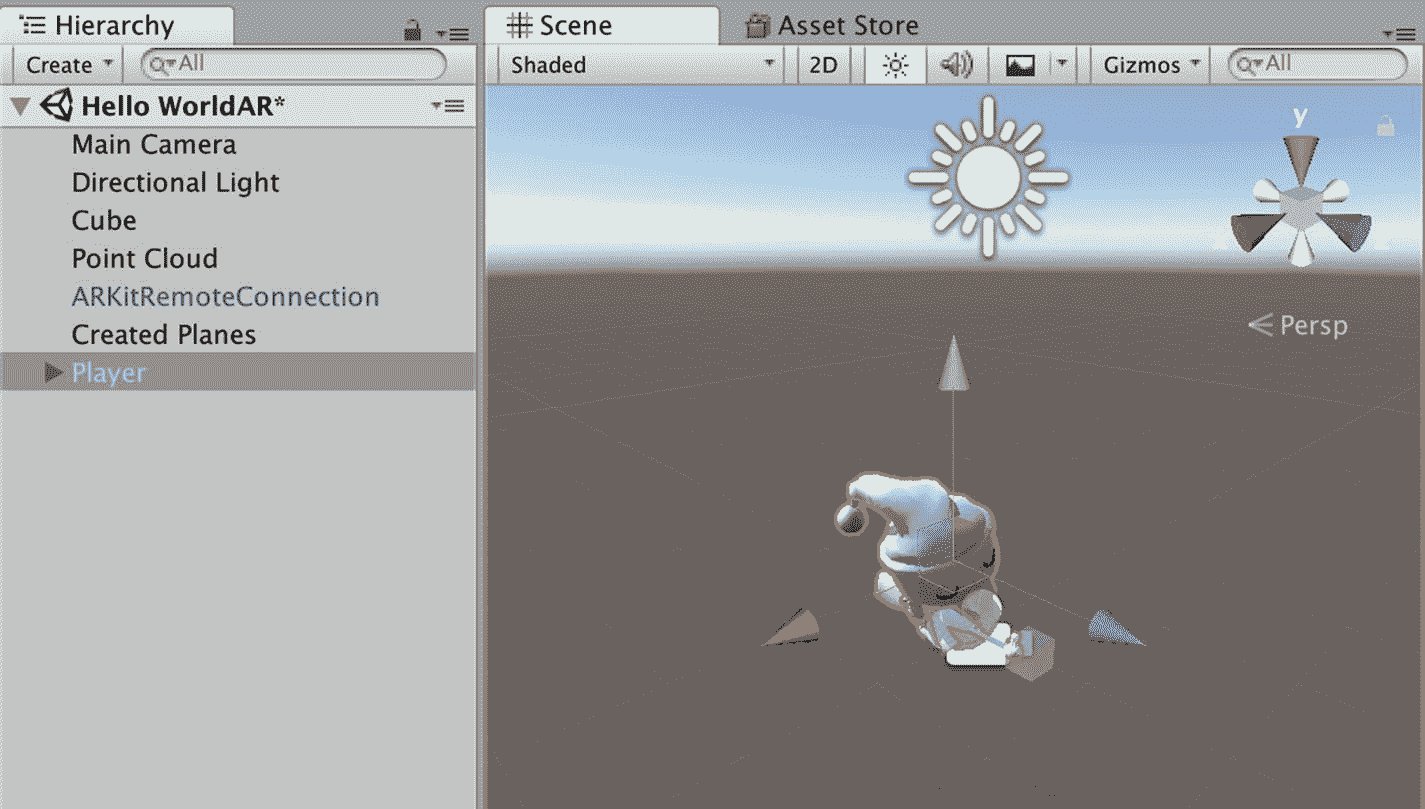 Hierarchy
Create All
Hello WorldAR*
Main Camera
Directional Light
Cube
Point Cloud
ARKitRemoteConnection
Created Planes
Player
Scene Asset Store
Shaded 2D Gizmos All
y
Persp